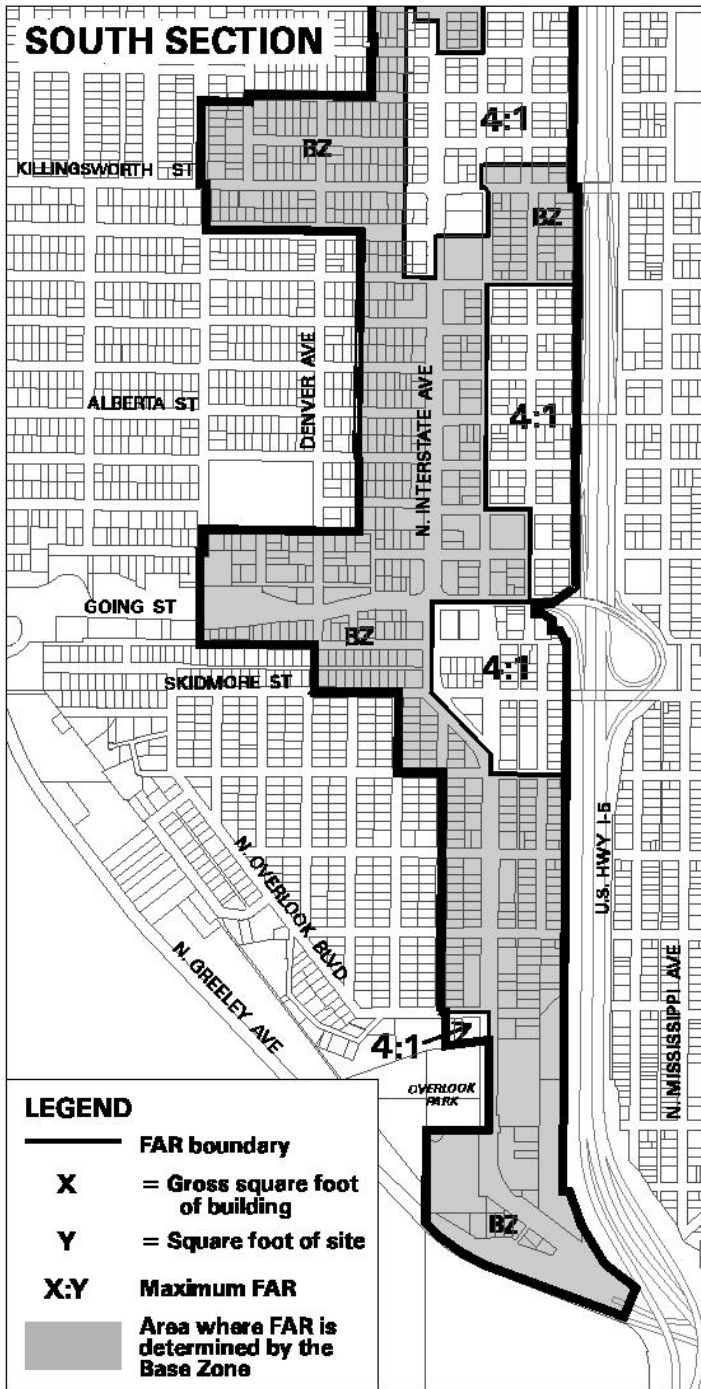 SOUTH SECTION
4:1
BZ
KILLINGSWORTH ST
BZ
DENVER AVE
N. INTERSTATE AVE
ALBERTA ST
4:1
GOING ST
BZ
4:1
SKIDMORE ST
U.S. HWY I-5
N. OVERLOOK BLVD.
N. GREELEY AVE
N. MISSISSIPPI AVE
4:1
OVERLOOK
PARK
BZ
LEGEND
FAR boundary
X = Gross square foot
of building
Y = Square foot of site
X:Y Maximum FAR
Area where FAR is
determined by the
Base Zone